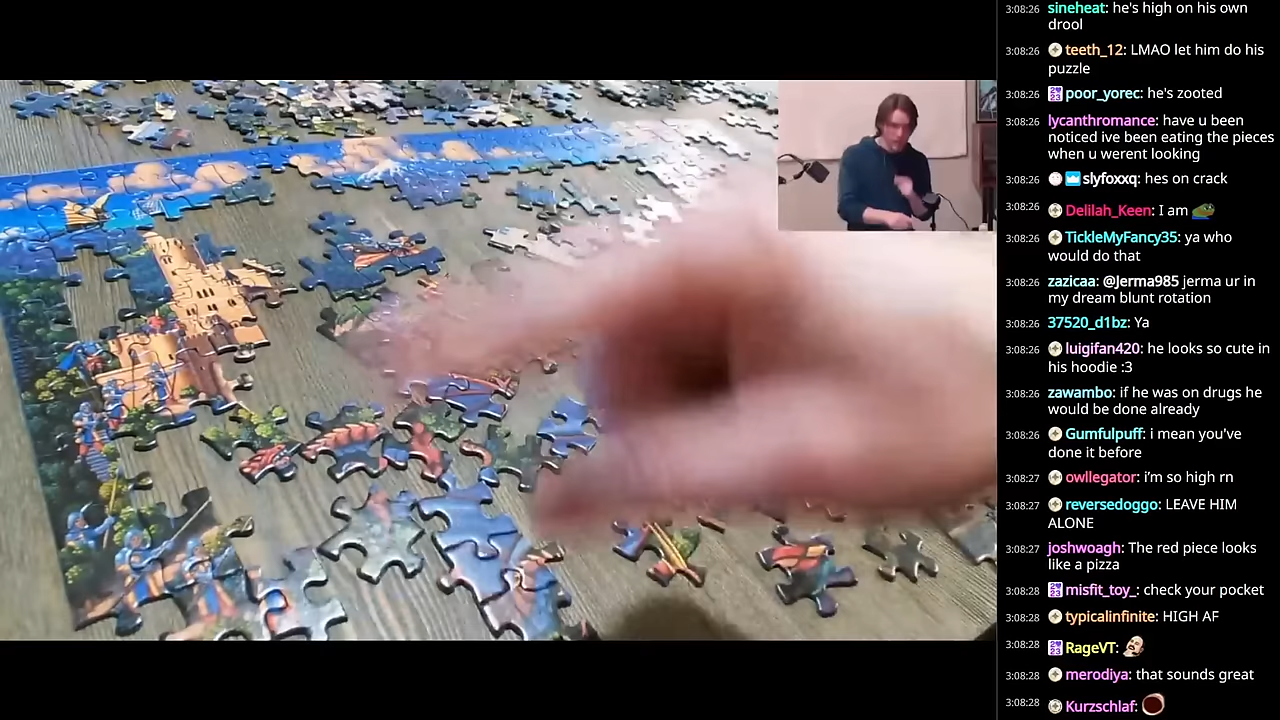 3:08:26 sineheat: he's high on his own
drool
3:08:26 teeth_12: LMAO let him do his
puzzle
3:08:26 poor_yorec: he's zooted
3:08:26 lycanthromance: have u been
noticed ive been eating the pieces
when u werent looking
3:08:26 slyfoxxq: hes on crack
3:08:26 Delilah_Keen: I am
3:08:26 TickleMyFancy35: ya who
would do that
3:08:26 zazicaa: @Jerma985 jerma ur in
my dream blunt rotation
3:08:26 37520_d1bz: Ya
3:08:26 luigifan420: he looks so cute in
his hoodie :3
3:08:26 zawambo: if he was on drugs he
would be done already
3:08:26 Gumfulpuff: i mean you've
done it before
3:08:27 owllegator: i'm so high rn
3:08:27 reversedoggo: LEAVE HIM
ALONE
3:08:27 joshwoagh: The red piece looks
like a pizza
3:08:28 misfit_toy_: check your pocket
3:08:28 typicalinfinite: HIGH AF
3:08:28 RageVT:
3:08:28 merodiya: that sounds great
3:08:28 Kurzschlaf: